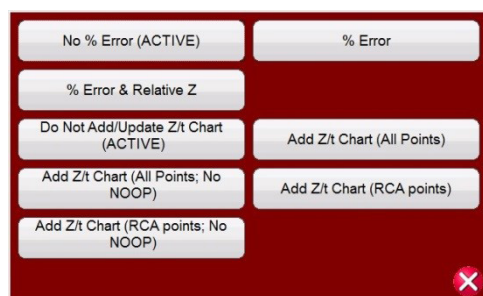 No % Error (ACTIVE)
% Error
% Error & Relative Z
Do Not Add/Update Z/t Chart
(ACTIVE)
Add Z/t Chart (All Points)
Add Z/t Chart (All Points; No
NOOP)
Add Z/t Chart (RCA points)
Add Z/t Chart (RCA points; No
NOOP)